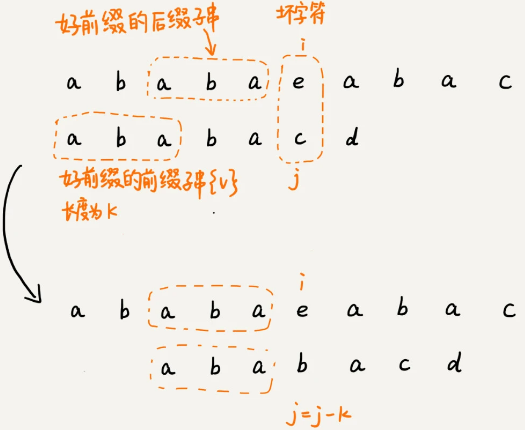 好前缀的后缀子串 坏字符
i
a b a b a e a b a c
a b a b a c d
好前缀的前缀子串{v} j
长度为k
i
a b a b a e a b a c
a b a b a c d
j=j-k